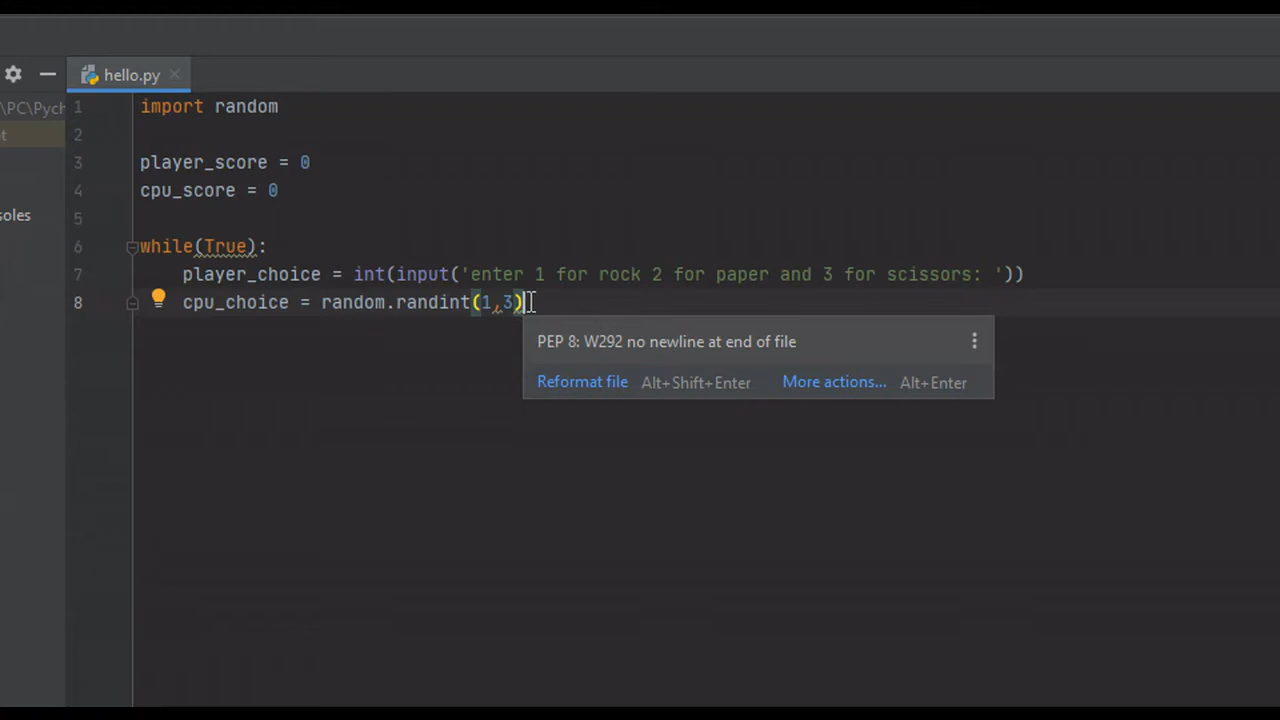 hello.py
\PC\Pych
1 import random
t
2
3 player_score = 0
4 cpu_score = 0
soles
5
6 while(True):
7 player_choice = int(input('enter 1 for rock 2 for paper and 3 for scissors: '))
8 cpu_choice = random.randint(1,3)
PEP 8: W292 no newline at end of file
Reformat file Alt+Shift+Enter More actions... Alt+Enter